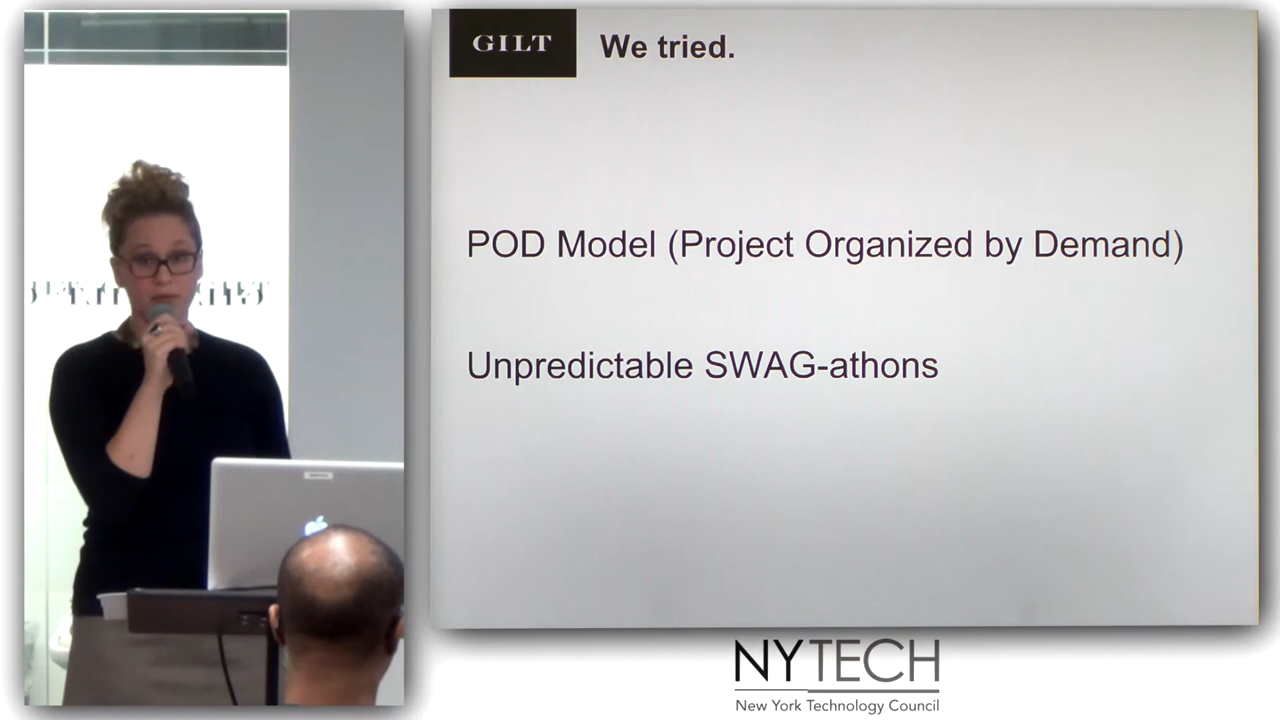 GILT
We tried.
POD Model (Project Organized by Demand)
Unpredictable SWAG-athons
NYTECH
New York Technology Council